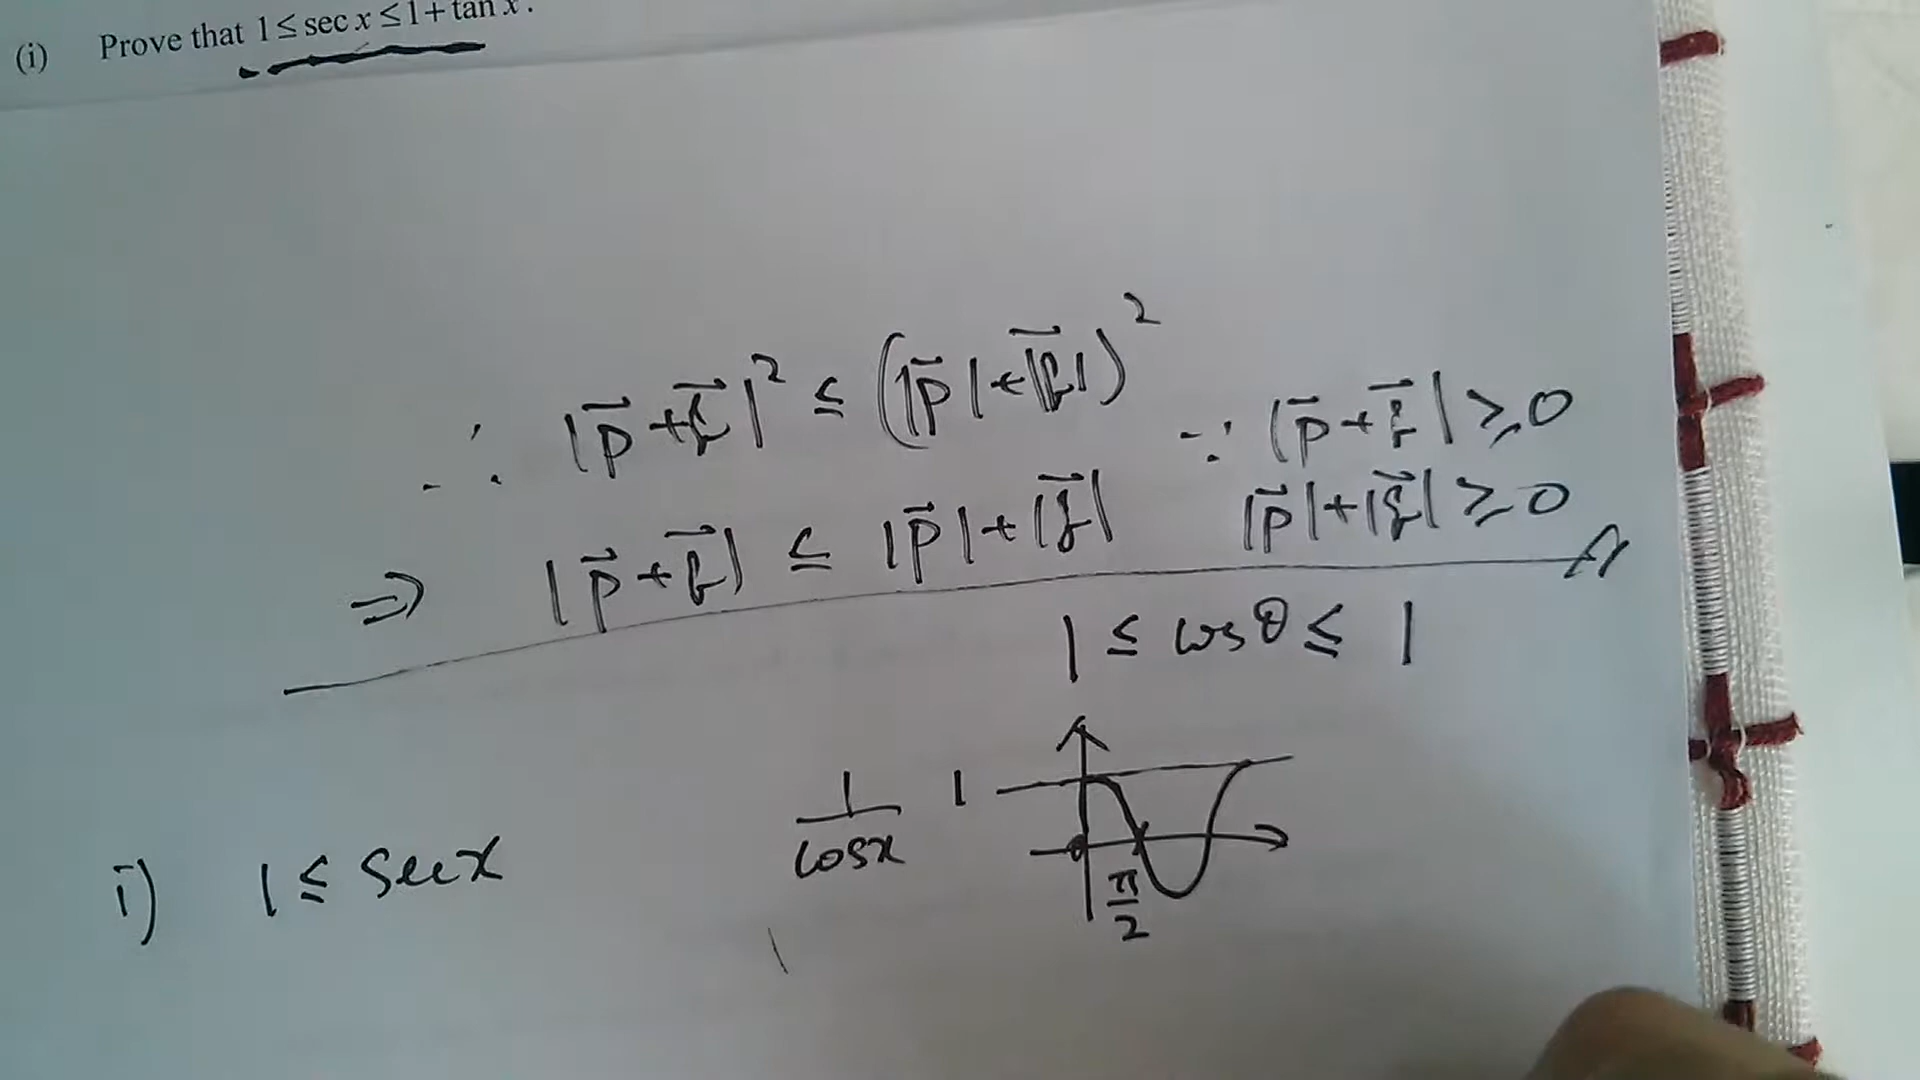 (i) Prove that 1 ≤ sec x ≤ 1 + tan x.
∴ |p⃗ + q⃗|² ≤ (|p⃗| + |q⃗|)²
∵ |p⃗ + q⃗| ≥ 0
⇒ |p⃗ + q⃗| ≤ |p⃗| + |q⃗|
|p⃗| + |q⃗| ≥ 0
1 ≤ cos θ ≤ 1
i) 1 ≤ sec x
1/cos x
1
π/2